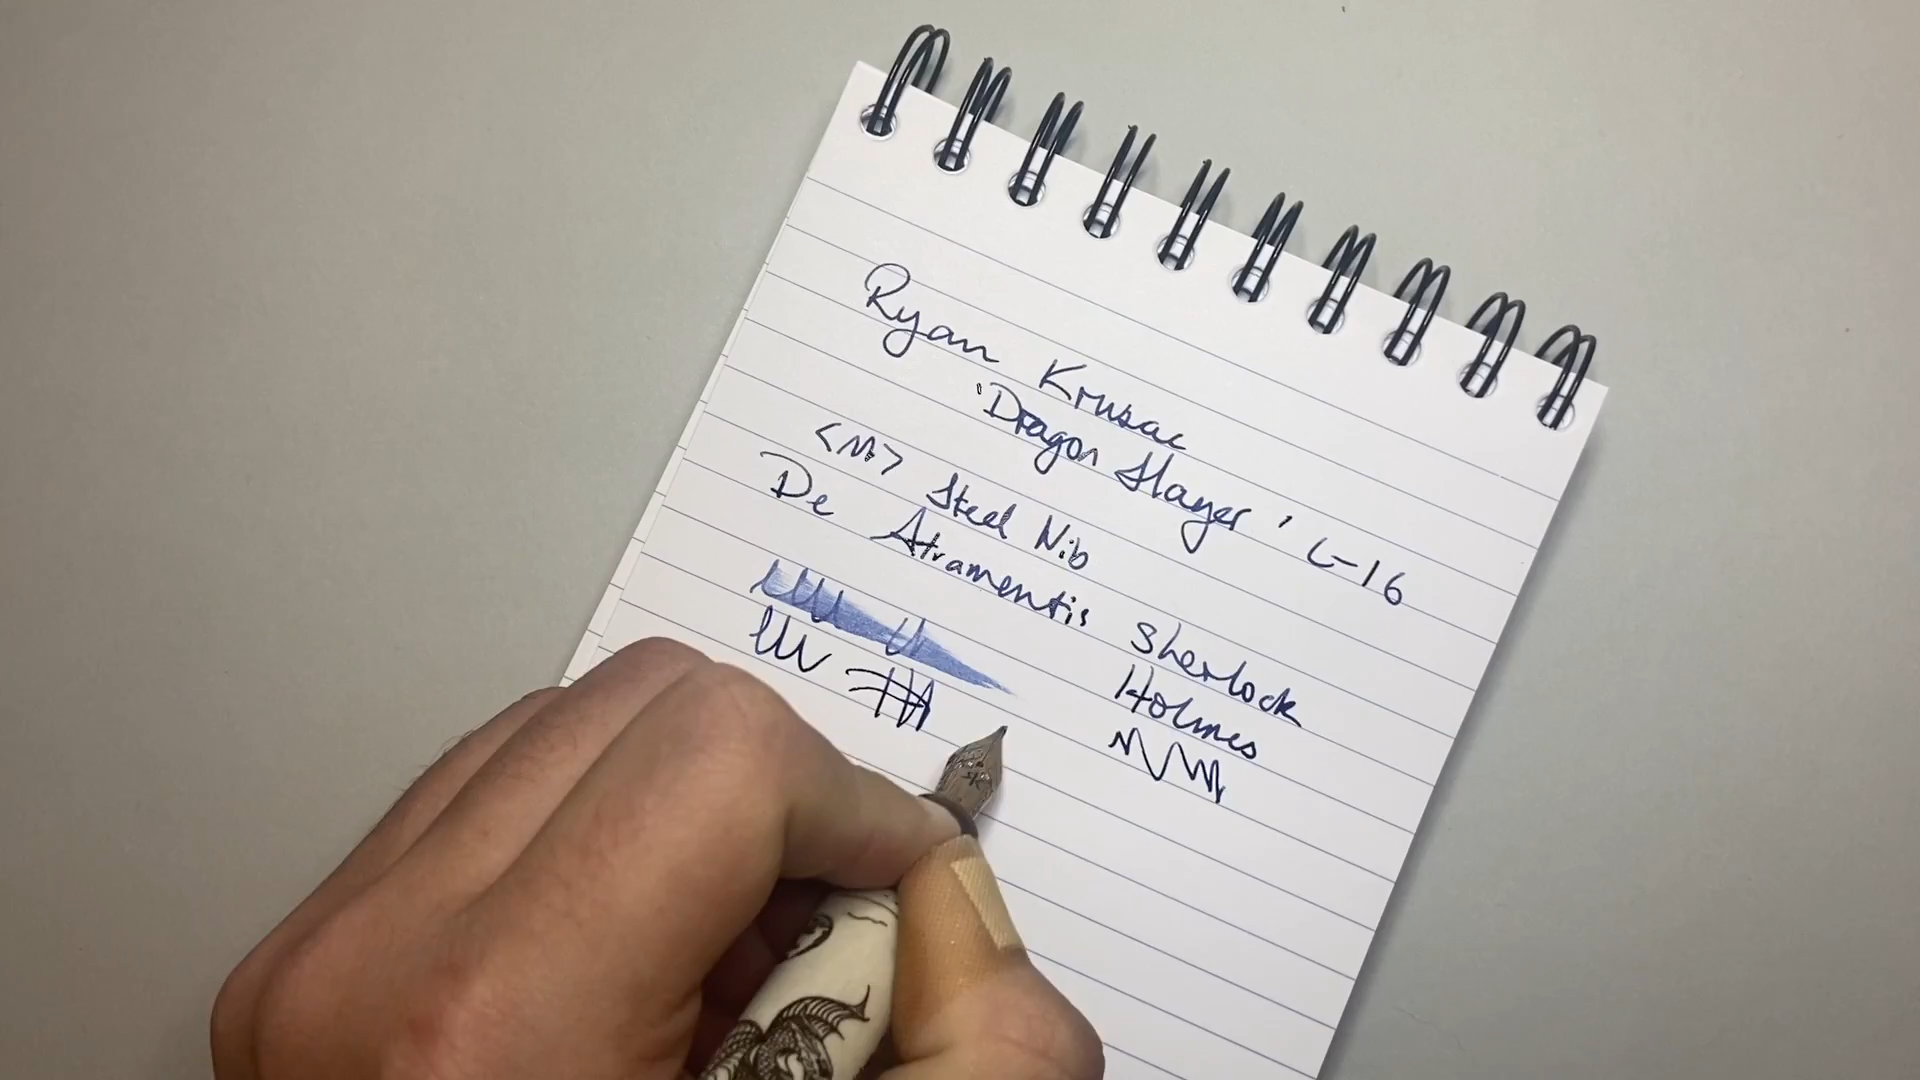 Ryan Krusac
'Dragon Slayer' L-16
<M> Steel Nib
De Atramentis Sherlock
Holmes